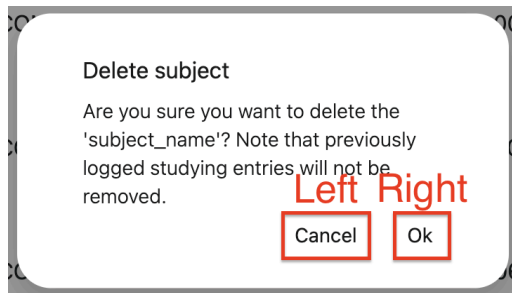 Delete subject
Are you sure you want to delete the
'subject_name'? Note that previously
logged studying entries will not be
removed.
Left Right
Cancel Ok